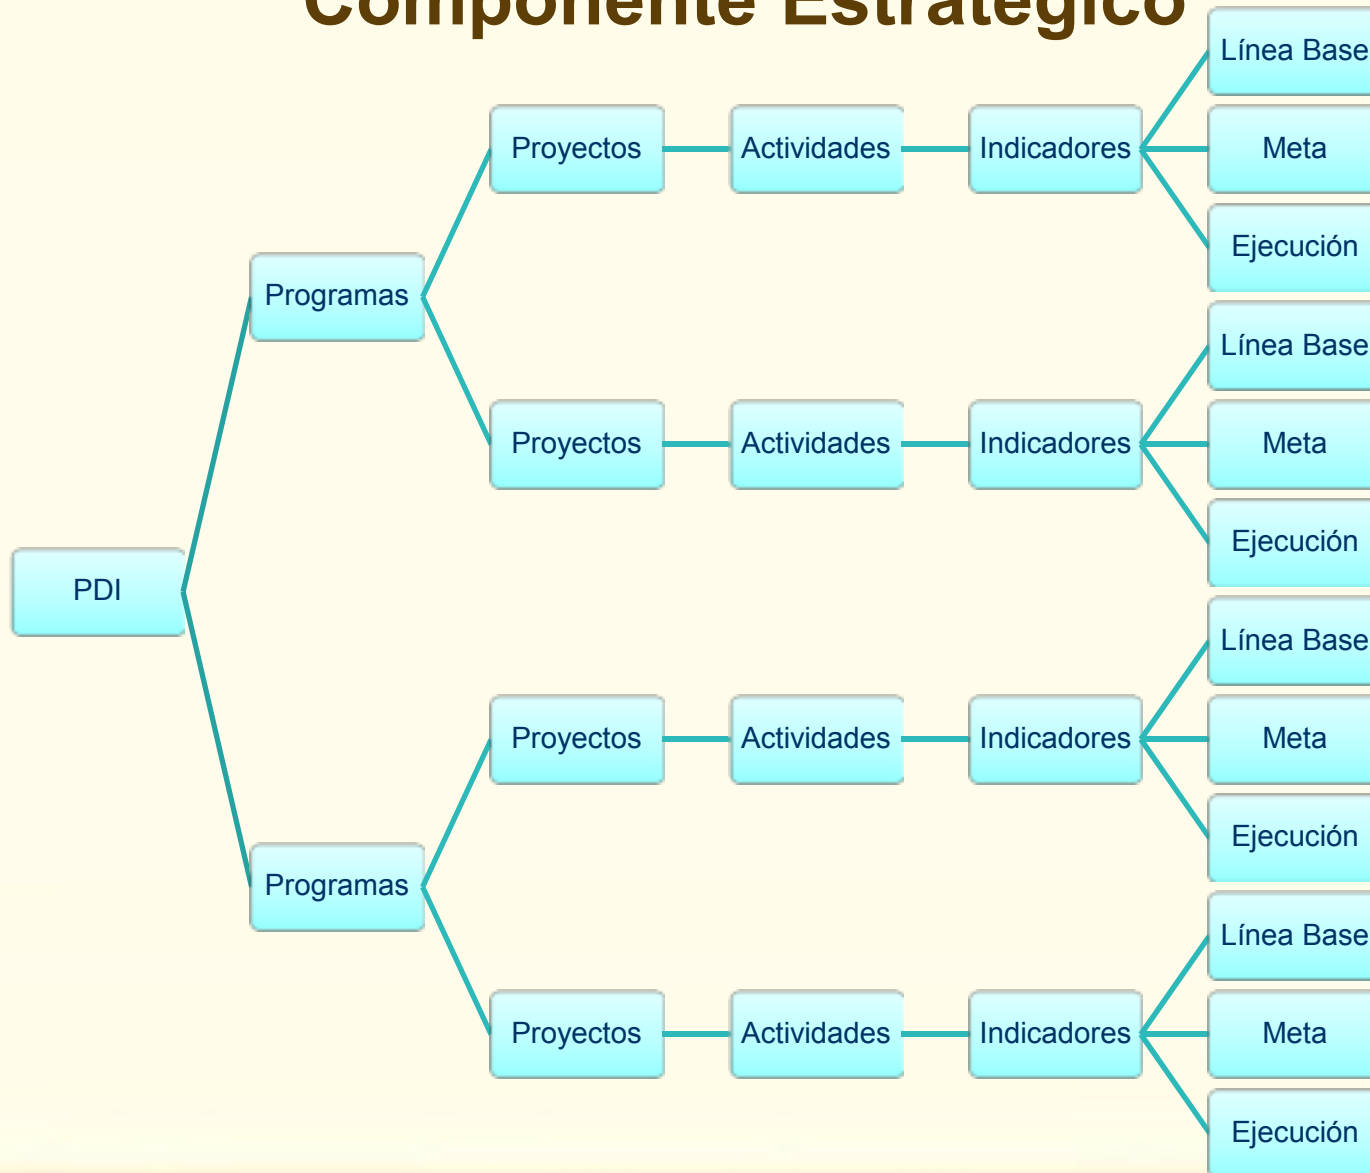 Componente Estratégico
Línea Base
Proyectos
Actividades
Indicadores
Meta
Ejecución
Programas
Línea Base
Proyectos
Actividades
Indicadores
Meta
Ejecución
PDI
Línea Base
Proyectos
Actividades
Indicadores
Meta
Ejecución
Programas
Línea Base
Proyectos
Actividades
Indicadores
Meta
Ejecución